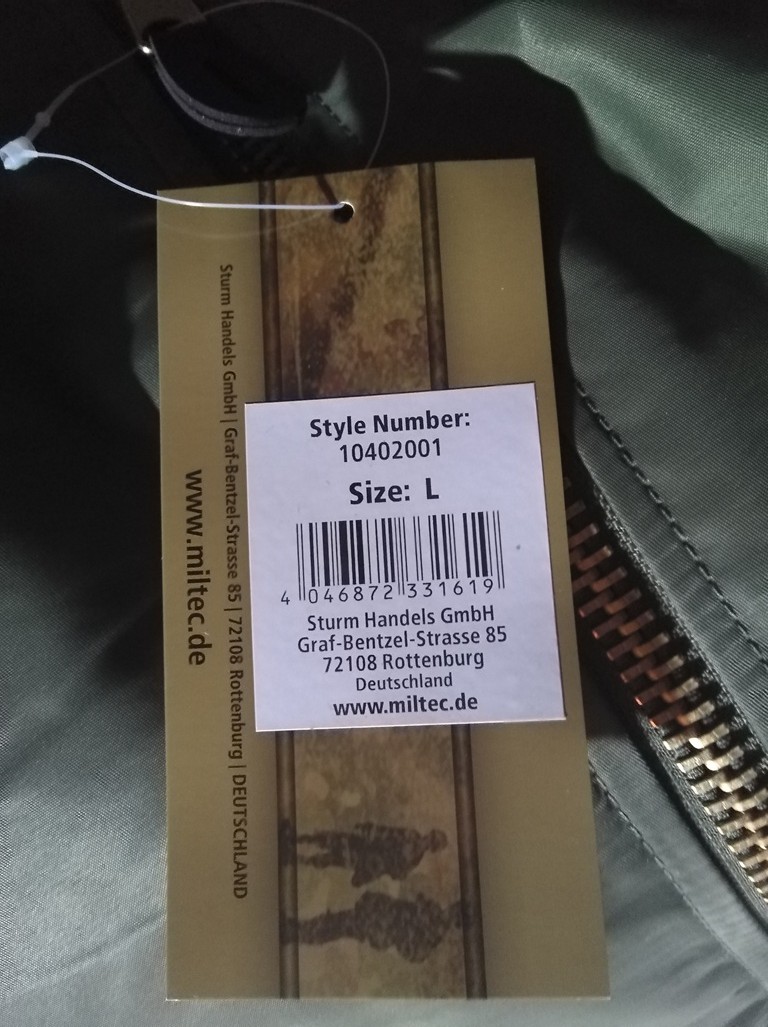 Sturm Handels GmbH | Graf-Bentzel-Strasse 85 | 72108 Rottenburg | DEUTSCHLAND
www.miltec.de
Style Number:
10402001
Size: L
4 046872 331619
Sturm Handels GmbH
Graf-Bentzel-Strasse 85
72108 Rottenburg
Deutschland
www.miltec.de